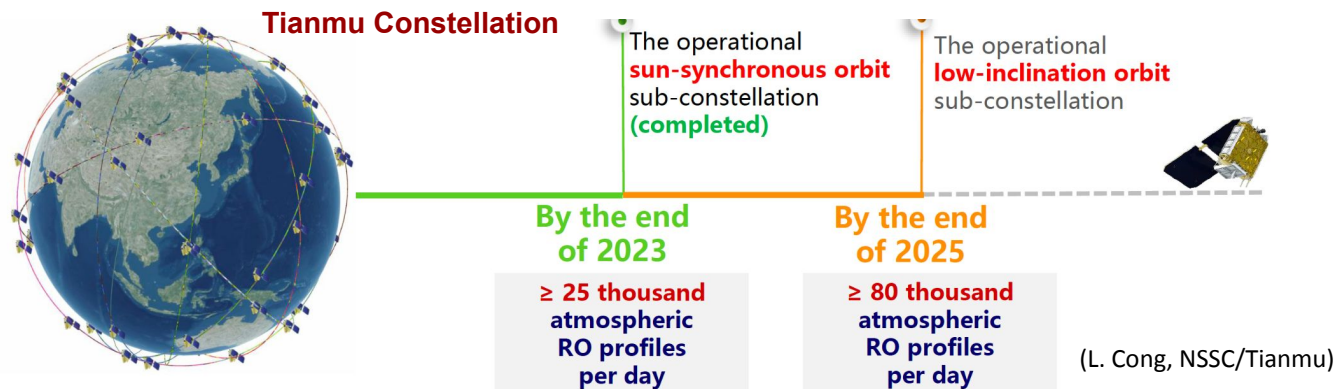 Tianmu Constellation
The operational
sun-synchronous orbit
sub-constellation
(completed)
The operational
low-inclination orbit
sub-constellation
By the end
of 2023
By the end
of 2025
≥ 25 thousand
atmospheric
RO profiles
per day
≥ 80 thousand
atmospheric
RO profiles
per day
(L. Cong, NSSC/Tianmu)